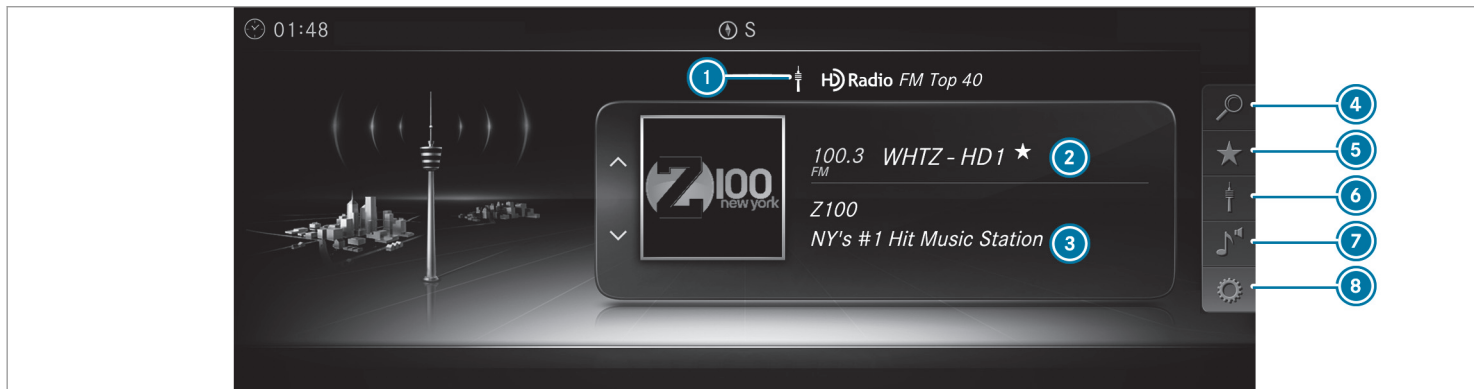 01:48
S
1
HD Radio FM Top 40
4
100.3 WHTZ - HD1 ★ 2
FM
5
Z100
new york
6
Z100
NY's #1 Hit Music Station 3
7
8